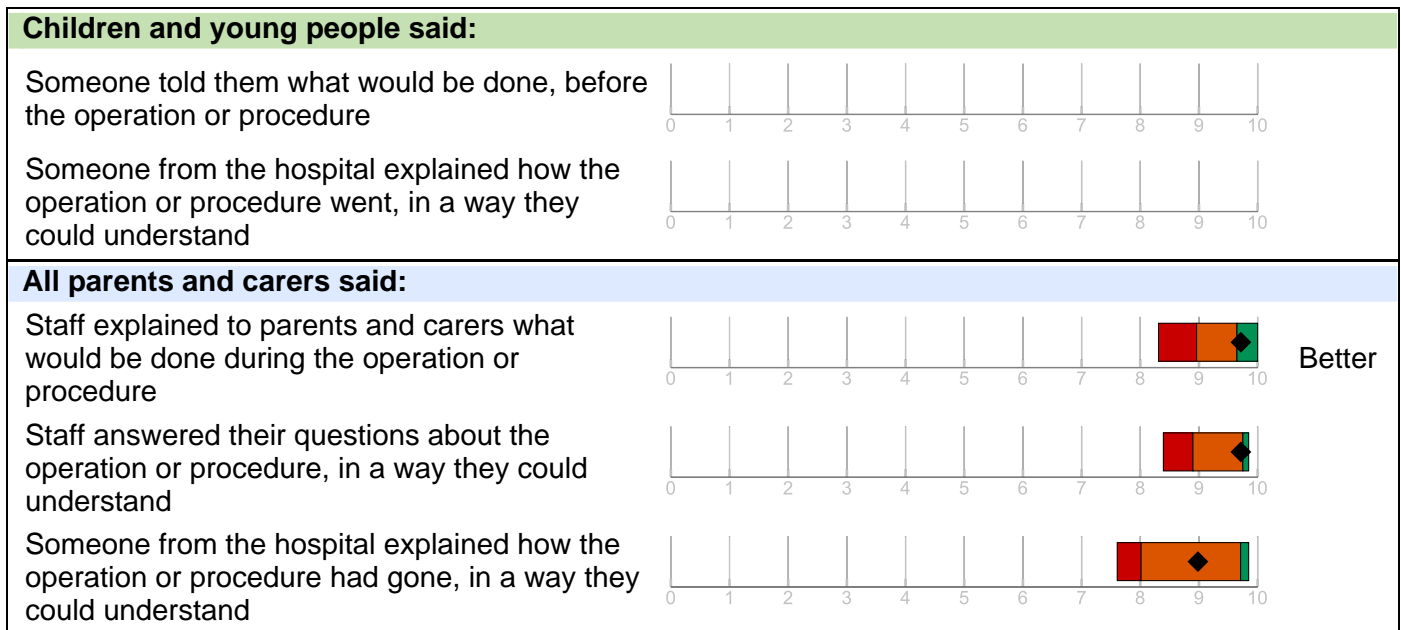 Children and young people said:
Someone told them what would be done, before
the operation or procedure
0 1 2 3 4 5 6 7 8 9 10
Someone from the hospital explained how the
operation or procedure went, in a way they
could understand
0 1 2 3 4 5 6 7 8 9 10
All parents and carers said:
Staff explained to parents and carers what
would be done during the operation or
procedure
0 1 2 3 4 5 6 7 8 9 10
Better
Staff answered their questions about the
operation or procedure, in a way they could
understand
0 1 2 3 4 5 6 7 8 9 10
Someone from the hospital explained how the
operation or procedure had gone, in a way they
could understand
0 1 2 3 4 5 6 7 8 9 10